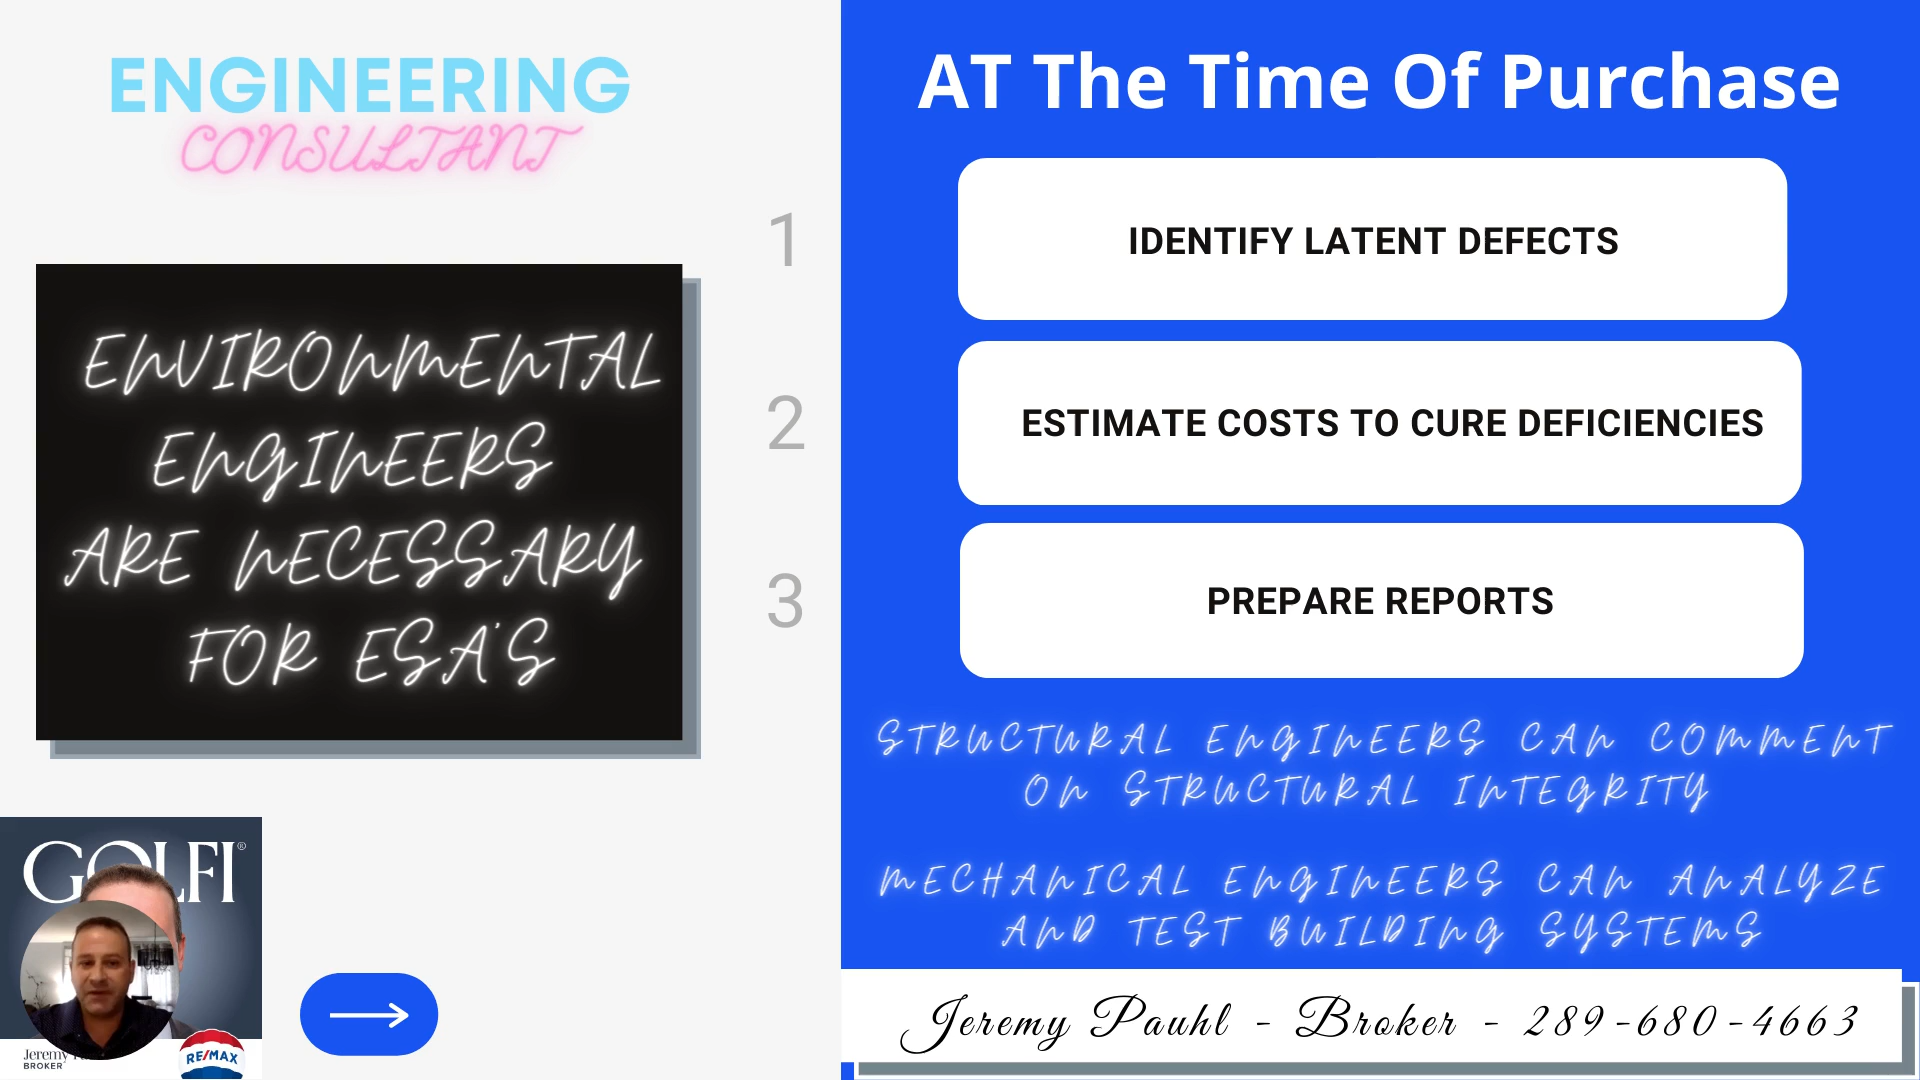 ENGINEERING
CONSULTANT
ENVIRONMENTAL
ENGINEERS
ARE NECESSARY
FOR ESA'S
AT The Time Of Purchase
1
IDENTIFY LATENT DEFECTS
2
ESTIMATE COSTS TO CURE DEFICIENCIES
3
PREPARE REPORTS
STRUCTURAL ENGINEERS CAN COMMENT
ON STRUCTURAL INTEGRITY
MECHANICAL ENGINEERS CAN ANALYZE
AND TEST BUILDING SYSTEMS
Jeremy Pauhl - Broker - 289-680-4663
GOLFI®
Jeremy
BROKER
RE/MAX